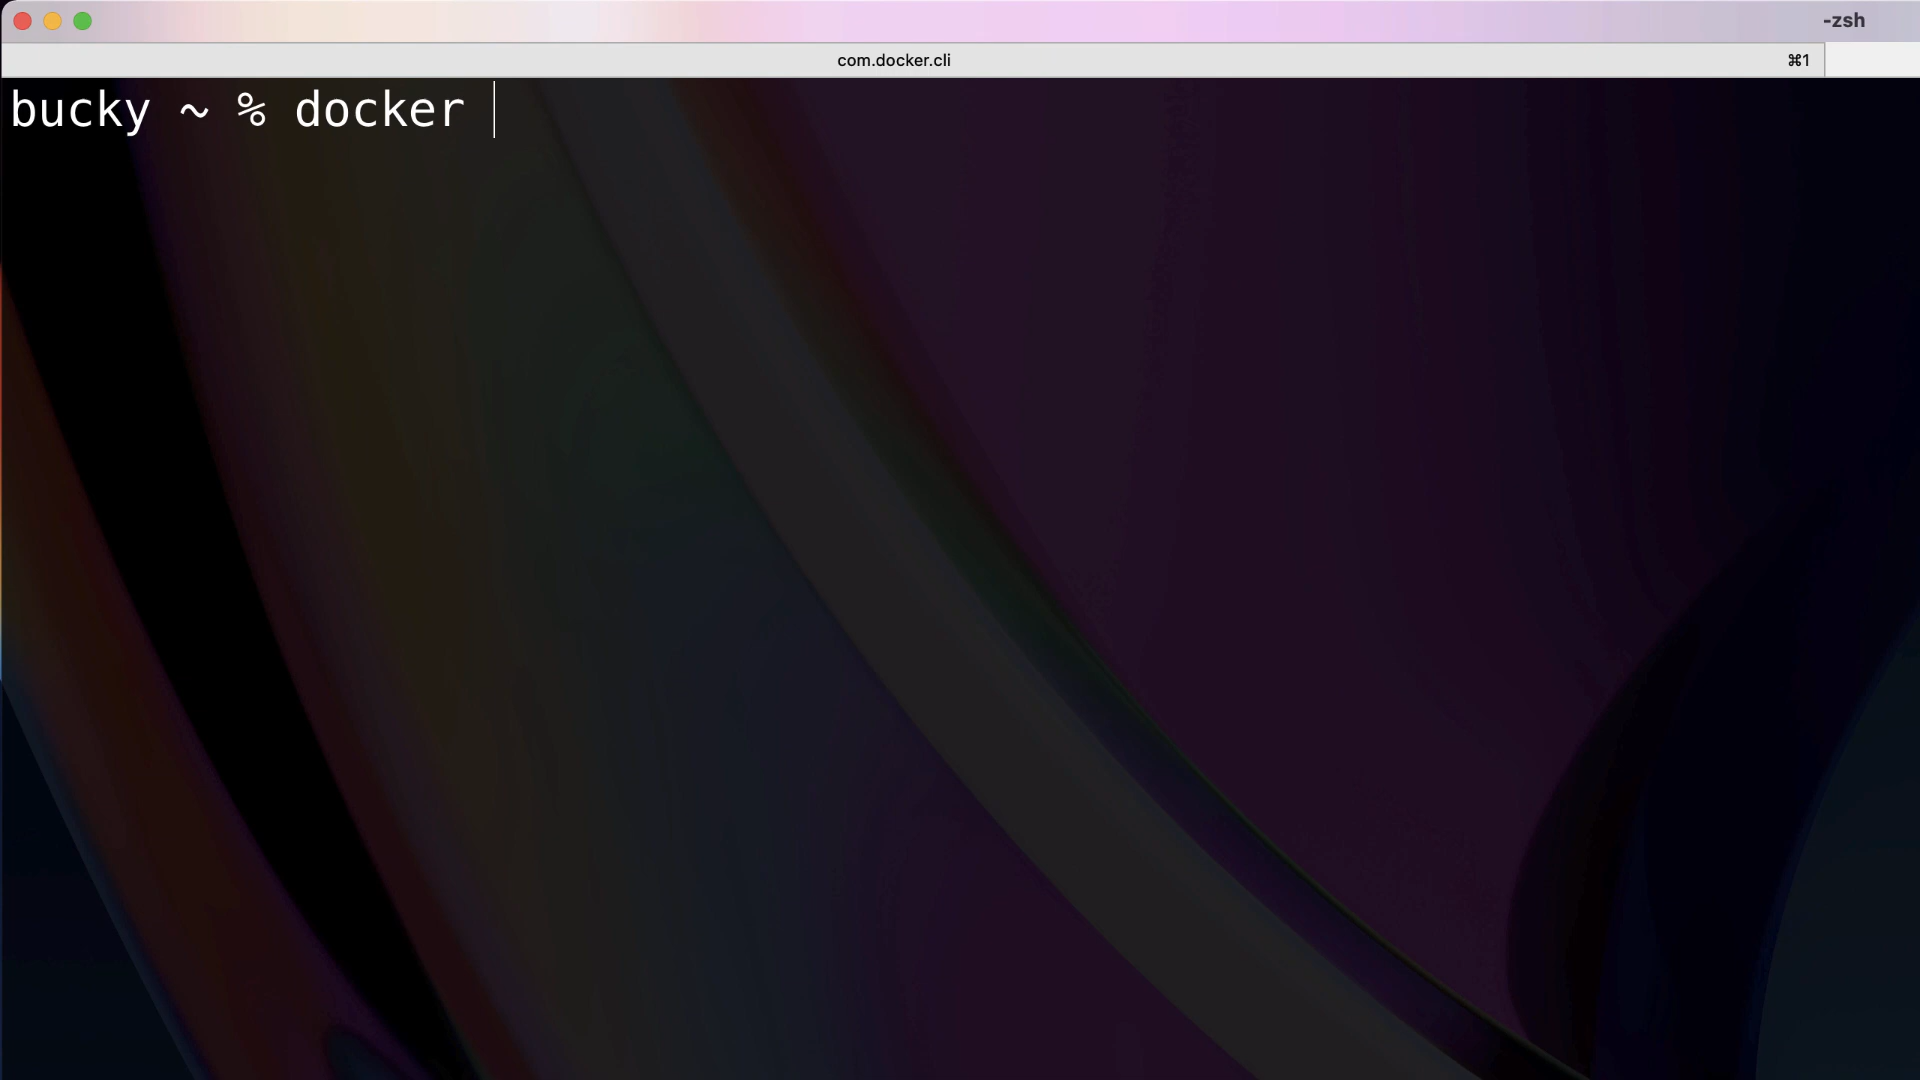 -zsh
com.docker.cli ⌘1
bucky ~ % docker